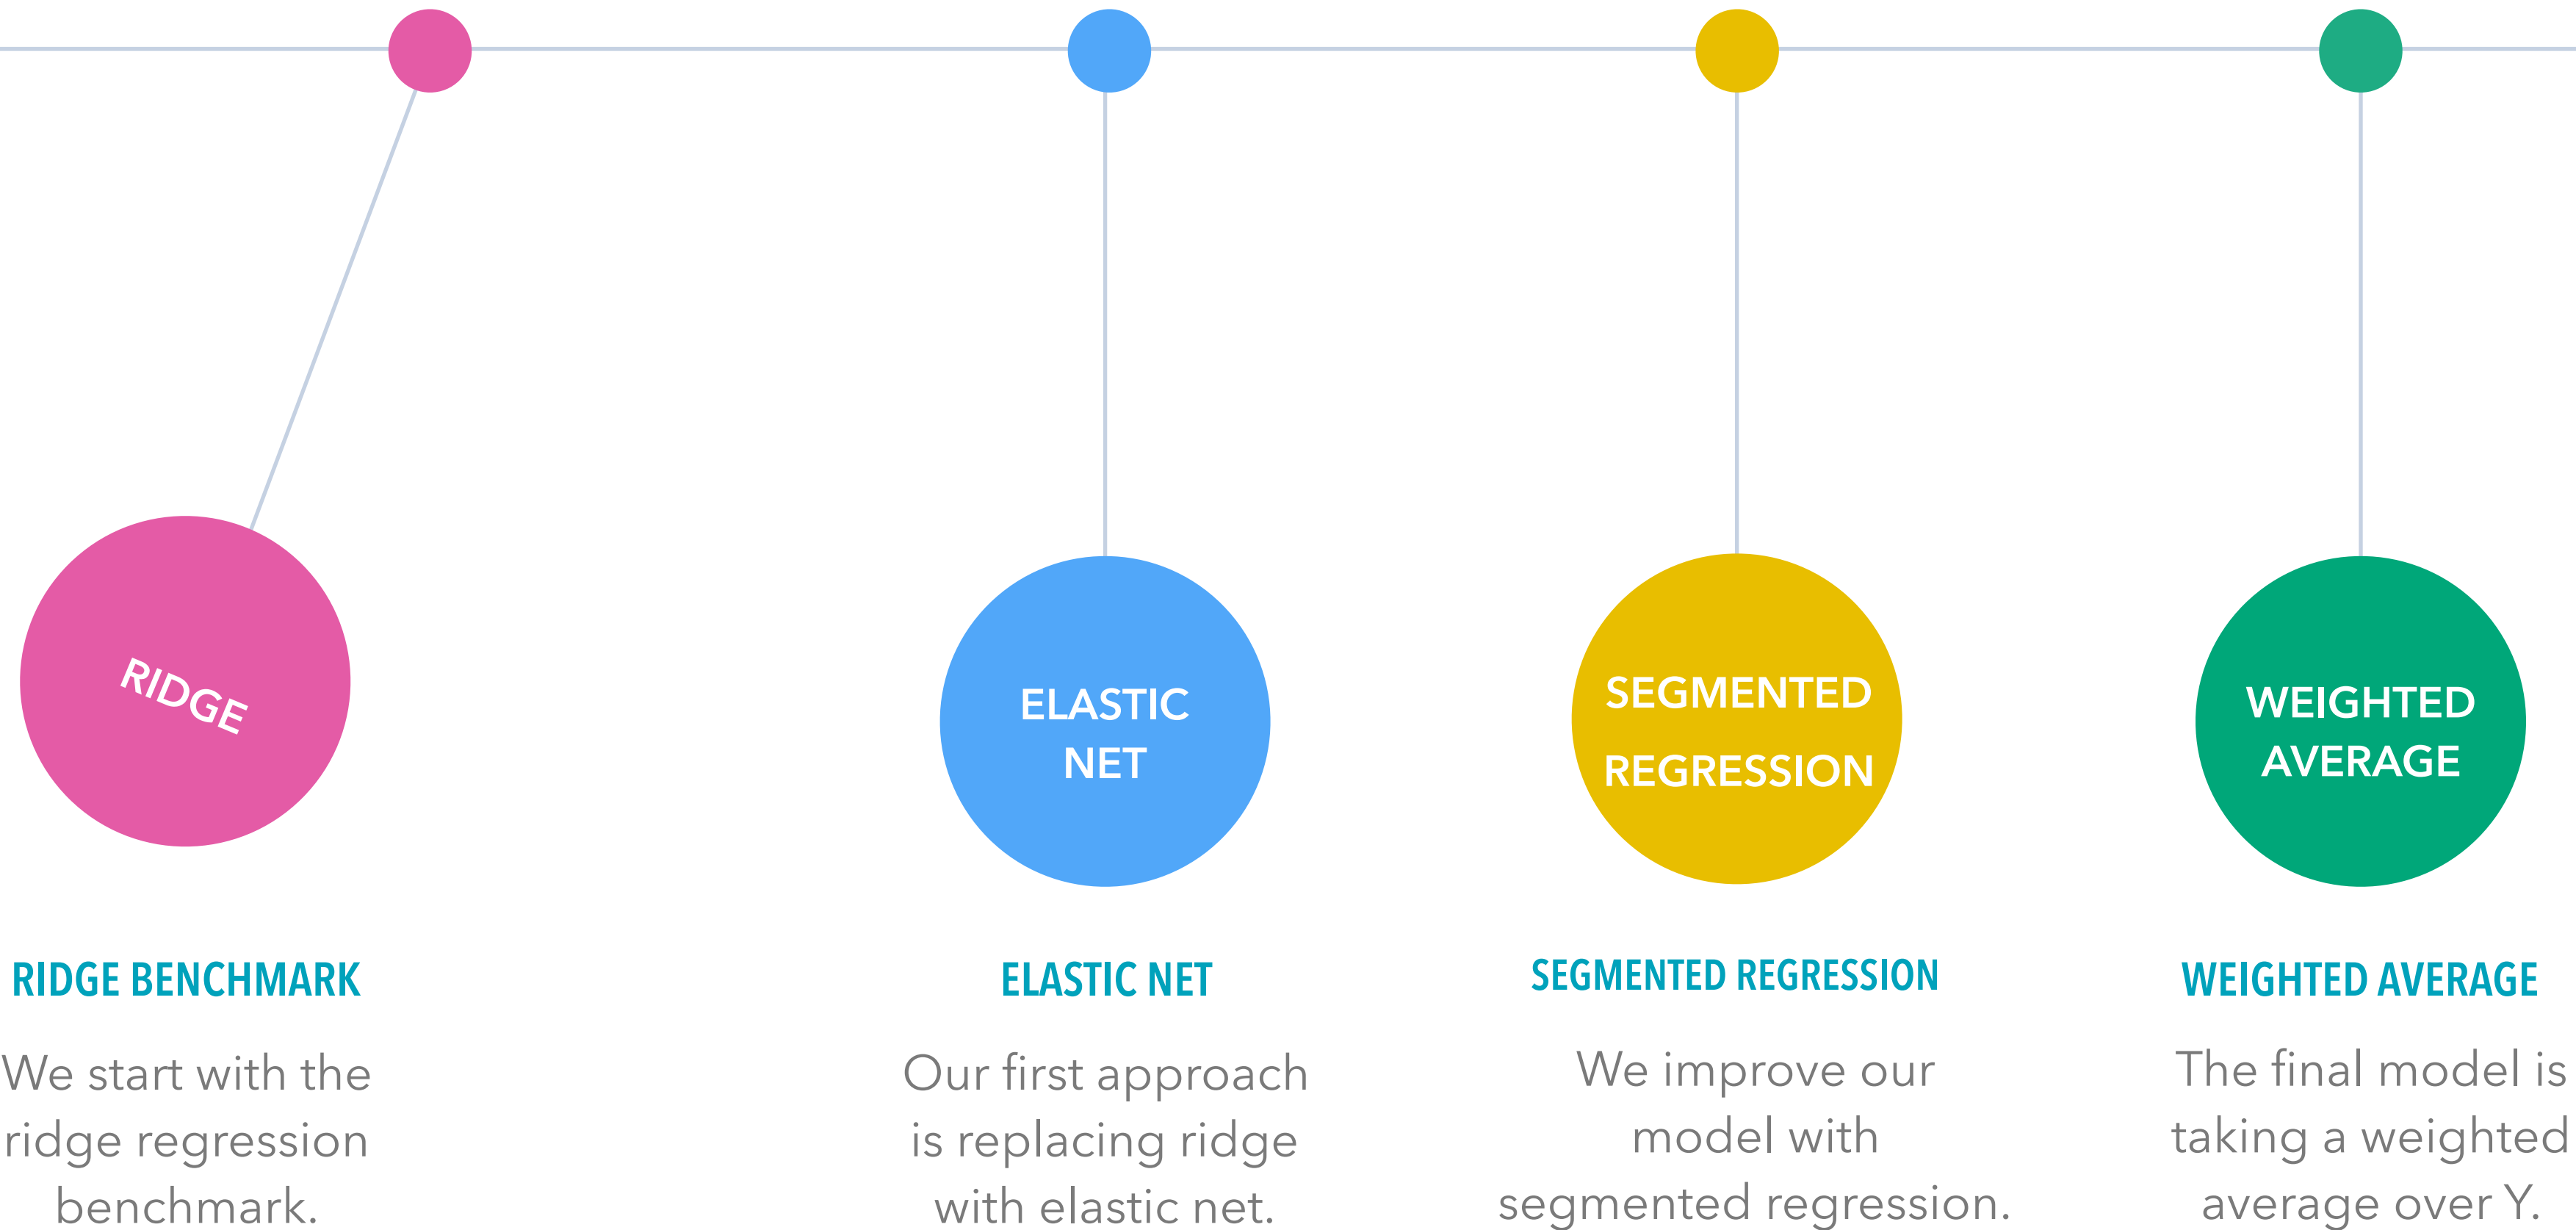 RIDGE
ELASTIC
NET
SEGMENTED
REGRESSION
WEIGHTED
AVERAGE
RIDGE BENCHMARK
We start with the
ridge regression
benchmark.
ELASTIC NET
Our first approach
is replacing ridge
with elastic net.
SEGMENTED REGRESSION
We improve our
model with
segmented regression.
WEIGHTED AVERAGE
The final model is
taking a weighted
average over Y.